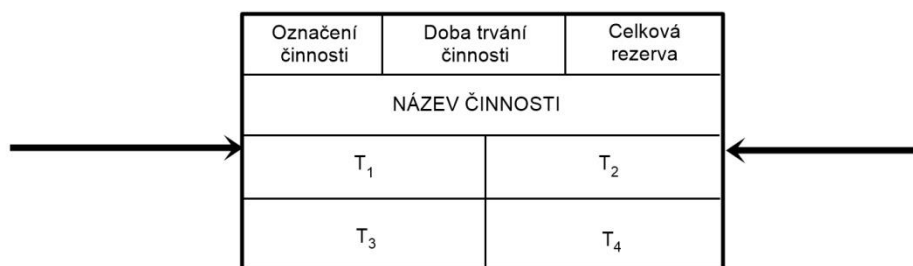 Označení
činnosti
Doba trvání
činnosti
Celková
rezerva
NÁZEV ČINNOSTI
T₁
T₂
T₃
T₄